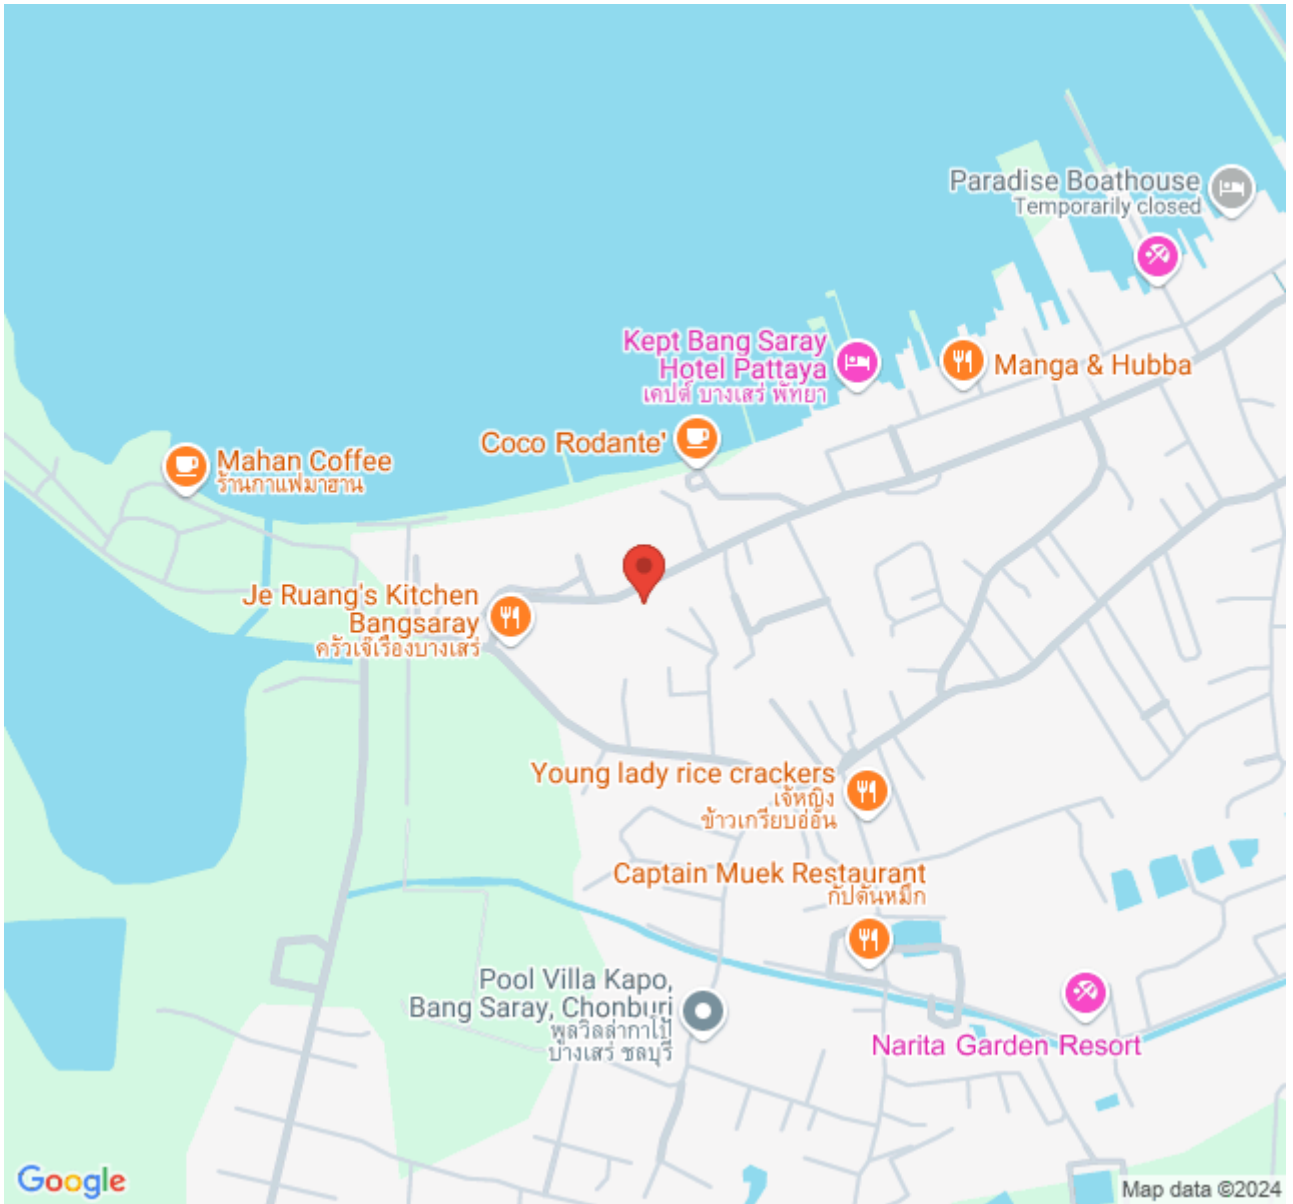 Paradise Boathouse
Temporarily closed
Kept Bang Saray
Hotel Pattaya
เคปต์ บางเสร่ พัทยา
Manga & Hubba
Coco Rodante'
Mahan Coffee
ร้านกาแฟมาฮาน
Je Ruang's Kitchen
Bangsaray
ครัวเจ๊เรืองบางเสร่
Young lady rice crackers
เจ้หญิง
ข้าวเกรียบอ่อัน
Captain Muek Restaurant
กัปตันหมึก
Pool Villa Kapo,
Bang Saray, Chonburi
พูลวิลล่ากาโป้
บางเสร่ ชลบุรี
Narita Garden Resort
Google
Map data ©2024